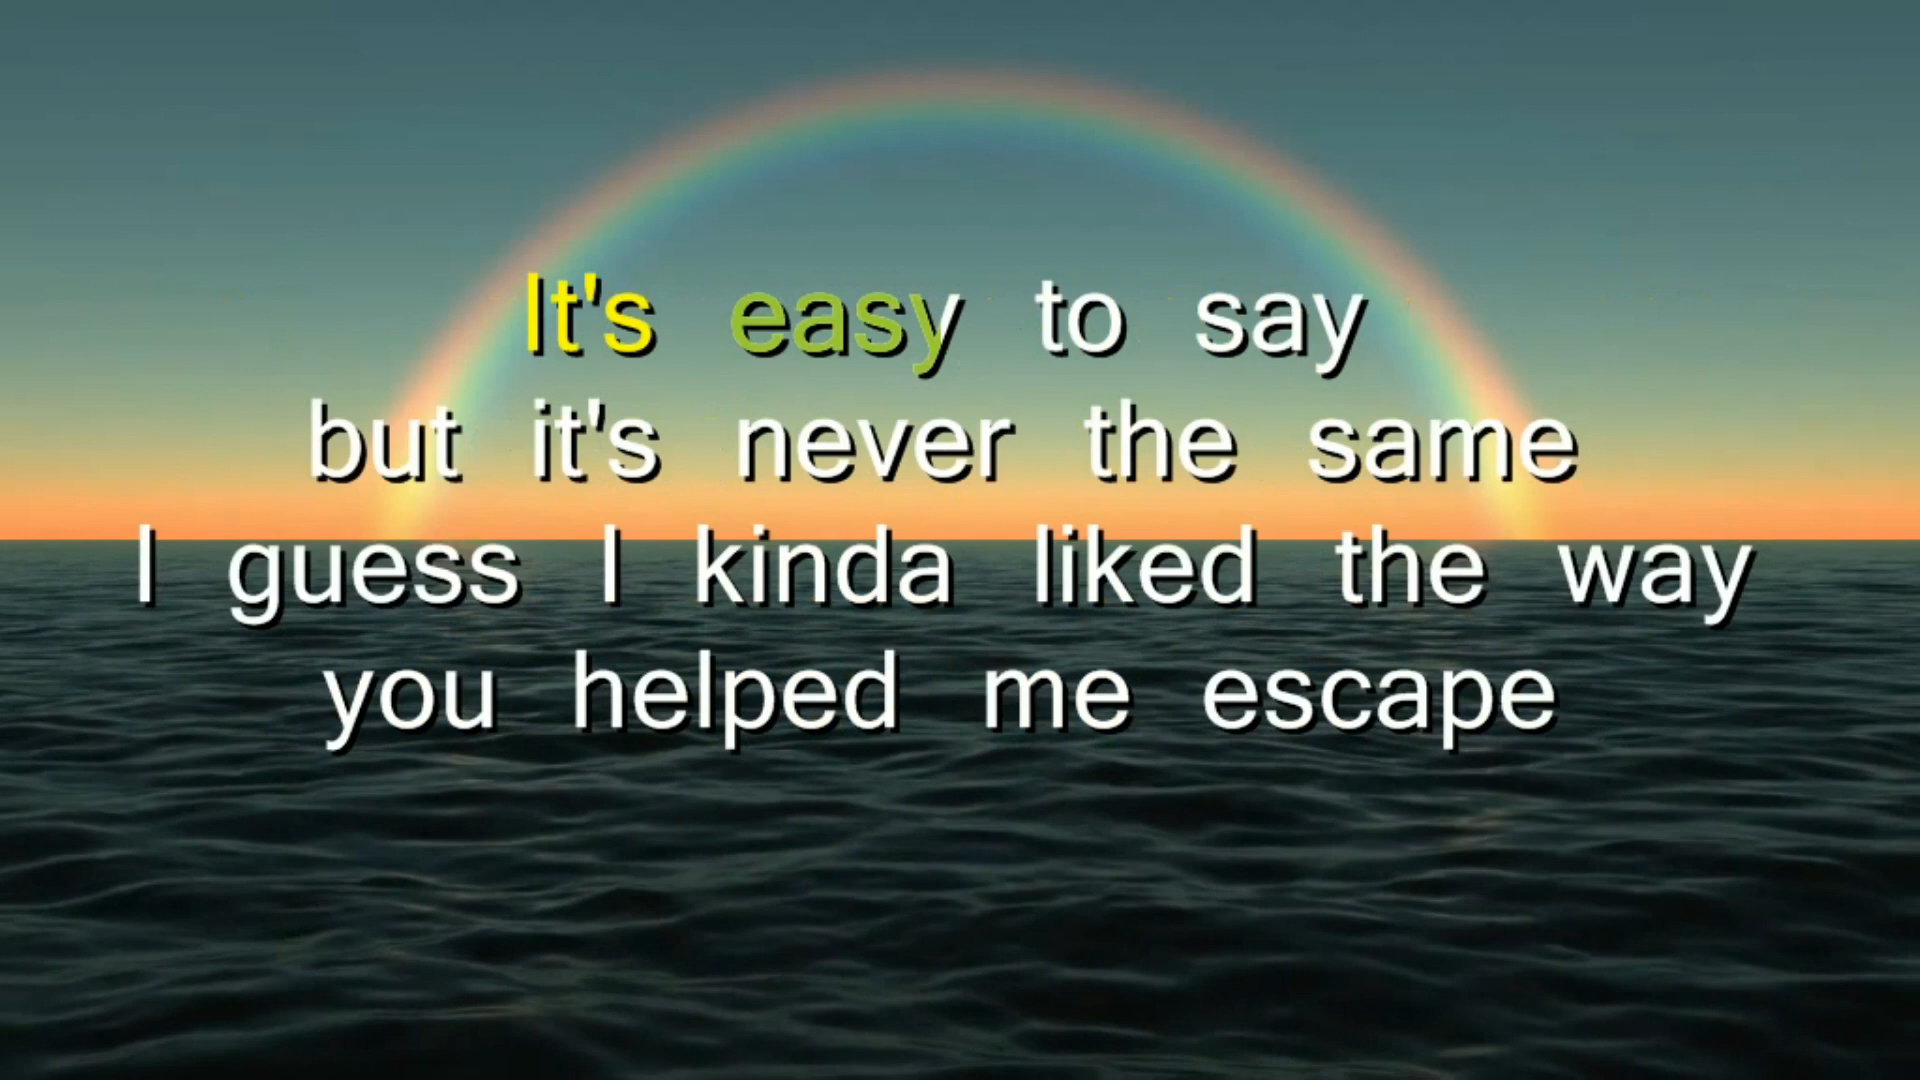 It's easy to say
but it's never the same
I guess I kinda liked the way
you helped me escape